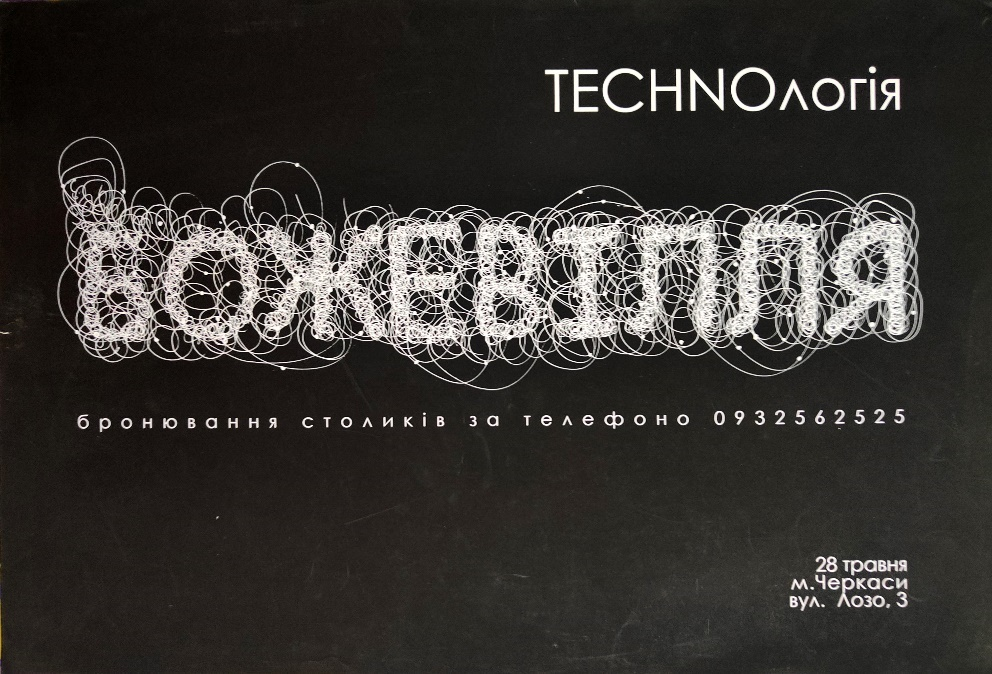 TECHNOлогія
БОЖЕВІЛЛЯ
бронювання столиків за телефоно 0932562525
28 травня
м.Черкаси
вул. Лозо, 3